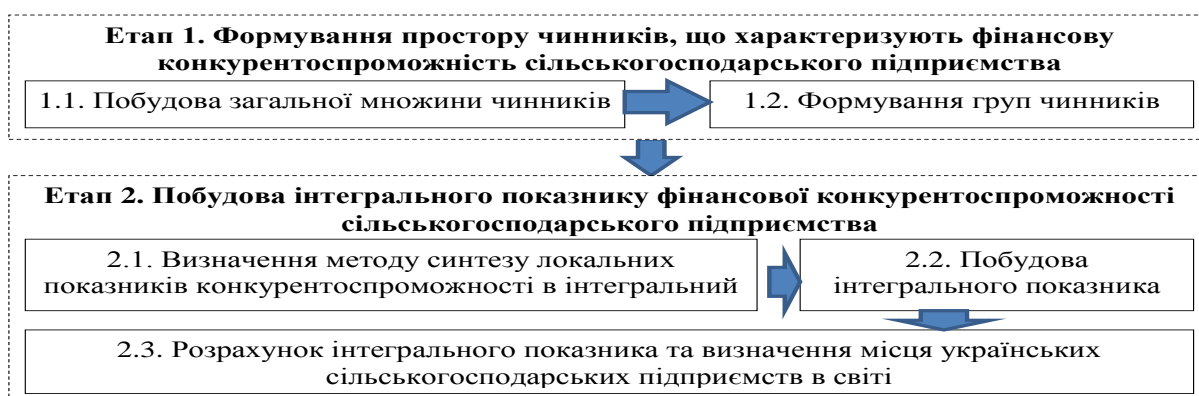 Етап 1. Формування простору чинників, що характеризують фінансову
конкурентоспроможність сільськогосподарського підприємства
1.1. Побудова загальної множини чинників
1.2. Формування груп чинників
Етап 2. Побудова інтегрального показнику фінансової конкурентоспроможності
сільськогосподарського підприємства
2.1. Визначення методу синтезу локальних
показників конкурентоспроможності в інтегральний
2.2. Побудова
інтегрального показника
2.3. Розрахунок інтегрального показника та визначення місця українських
сільськогосподарських підприємств в світі